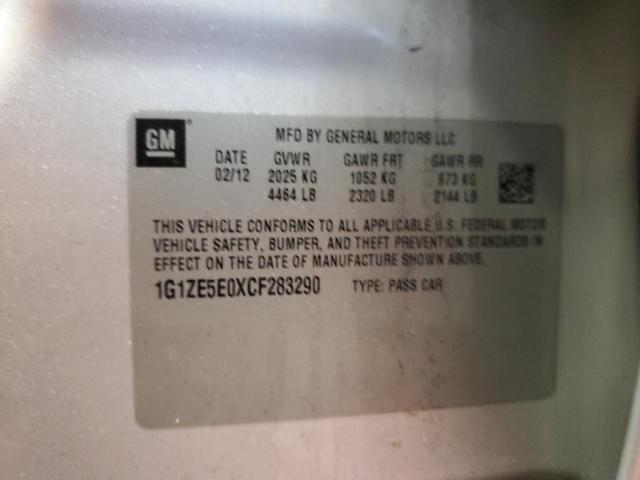 GM ® MFD BY GENERAL MOTORS LLC
DATE GVWR GAWR FRT GAWR RR
02/12 2025 KG 1052 KG 973 KG
4464 LB 2320 LB 2144 LB
THIS VEHICLE CONFORMS TO ALL APPLICABLE U.S. FEDERAL MOTOR
VEHICLE SAFETY, BUMPER, AND THEFT PREVENTION STANDARDS IN
EFFECT ON THE DATE OF MANUFACTURE SHOWN ABOVE.
1G1ZE5E0XCF283290 TYPE: PASS CAR